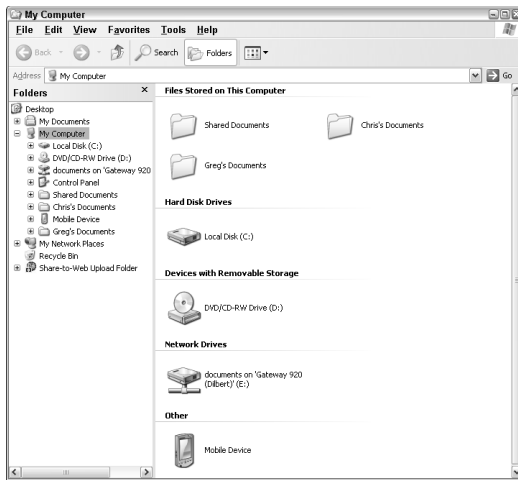 My Computer
File Edit View Favorites Tools Help
Back Search Folders
Address My Computer Go
Folders
Desktop
My Documents
My Computer
Local Disk (C:)
DVD/CD-RW Drive (D:)
documents on 'Gateway 920
Control Panel
Shared Documents
Chris's Documents
Mobile Device
Greg's Documents
My Network Places
Recycle Bin
Share-to-Web Upload Folder
Files Stored on This Computer
Shared Documents
Chris's Documents
Greg's Documents
Hard Disk Drives
Local Disk (C:)
Devices with Removable Storage
DVD/CD-RW Drive (D:)
Network Drives
documents on 'Gateway 920
(Dilbert)' (E:)
Other
Mobile Device